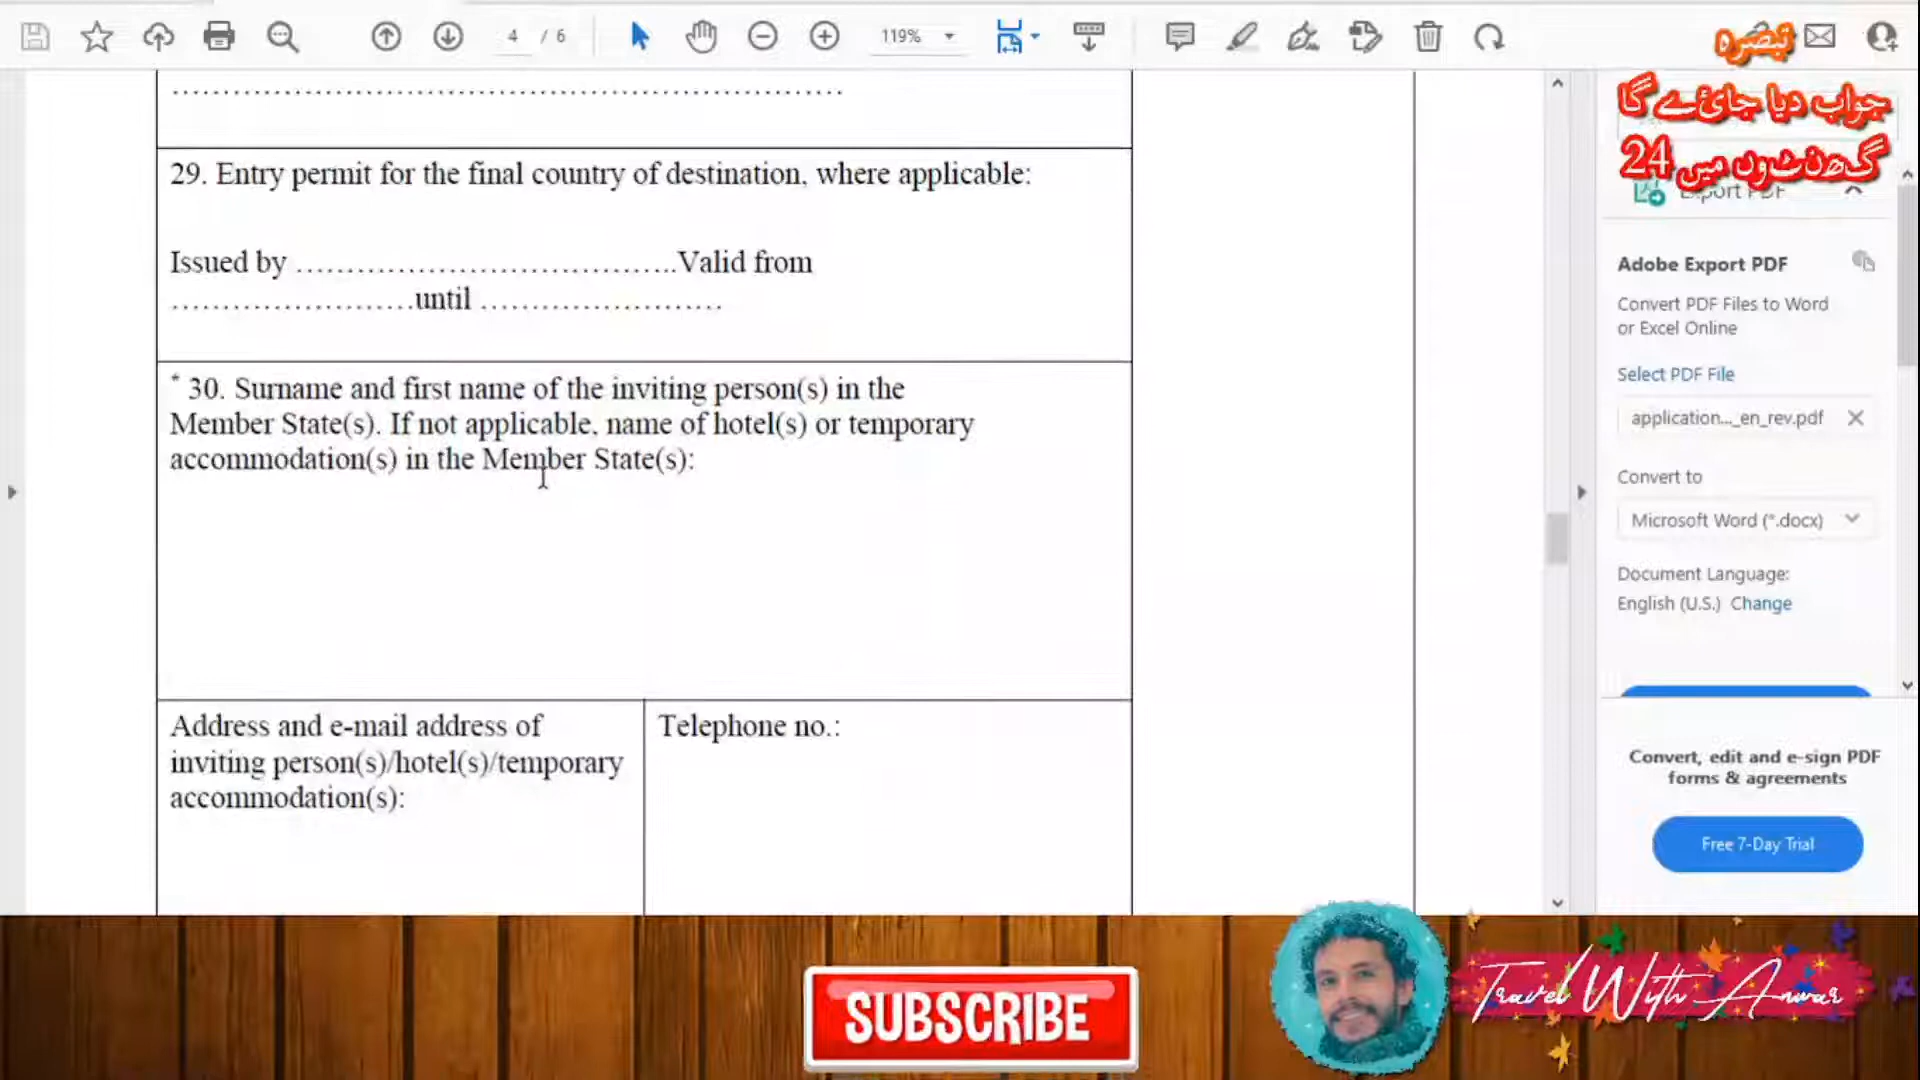 4 / 6
119%
تبصرہ
جواب دیا جائے گا
24 گھنٹوں میں
29. Entry permit for the final country of destination, where applicable:
Issued by ......................................Valid from
........................until ........................
* 30. Surname and first name of the inviting person(s) in the
Member State(s). If not applicable, name of hotel(s) or temporary
accommodation(s) in the Member State(s):
Address and e-mail address of
inviting person(s)/hotel(s)/temporary
accommodation(s):
Telephone no.:
Export PDF
Adobe Export PDF
Convert PDF Files to Word
or Excel Online
Select PDF File
application..._en_rev.pdf
Convert to
Microsoft Word (*.docx)
Document Language:
English (U.S.) Change
Convert, edit and e-sign PDF
forms & agreements
Free 7-Day Trial
SUBSCRIBE
Travel With Anwar